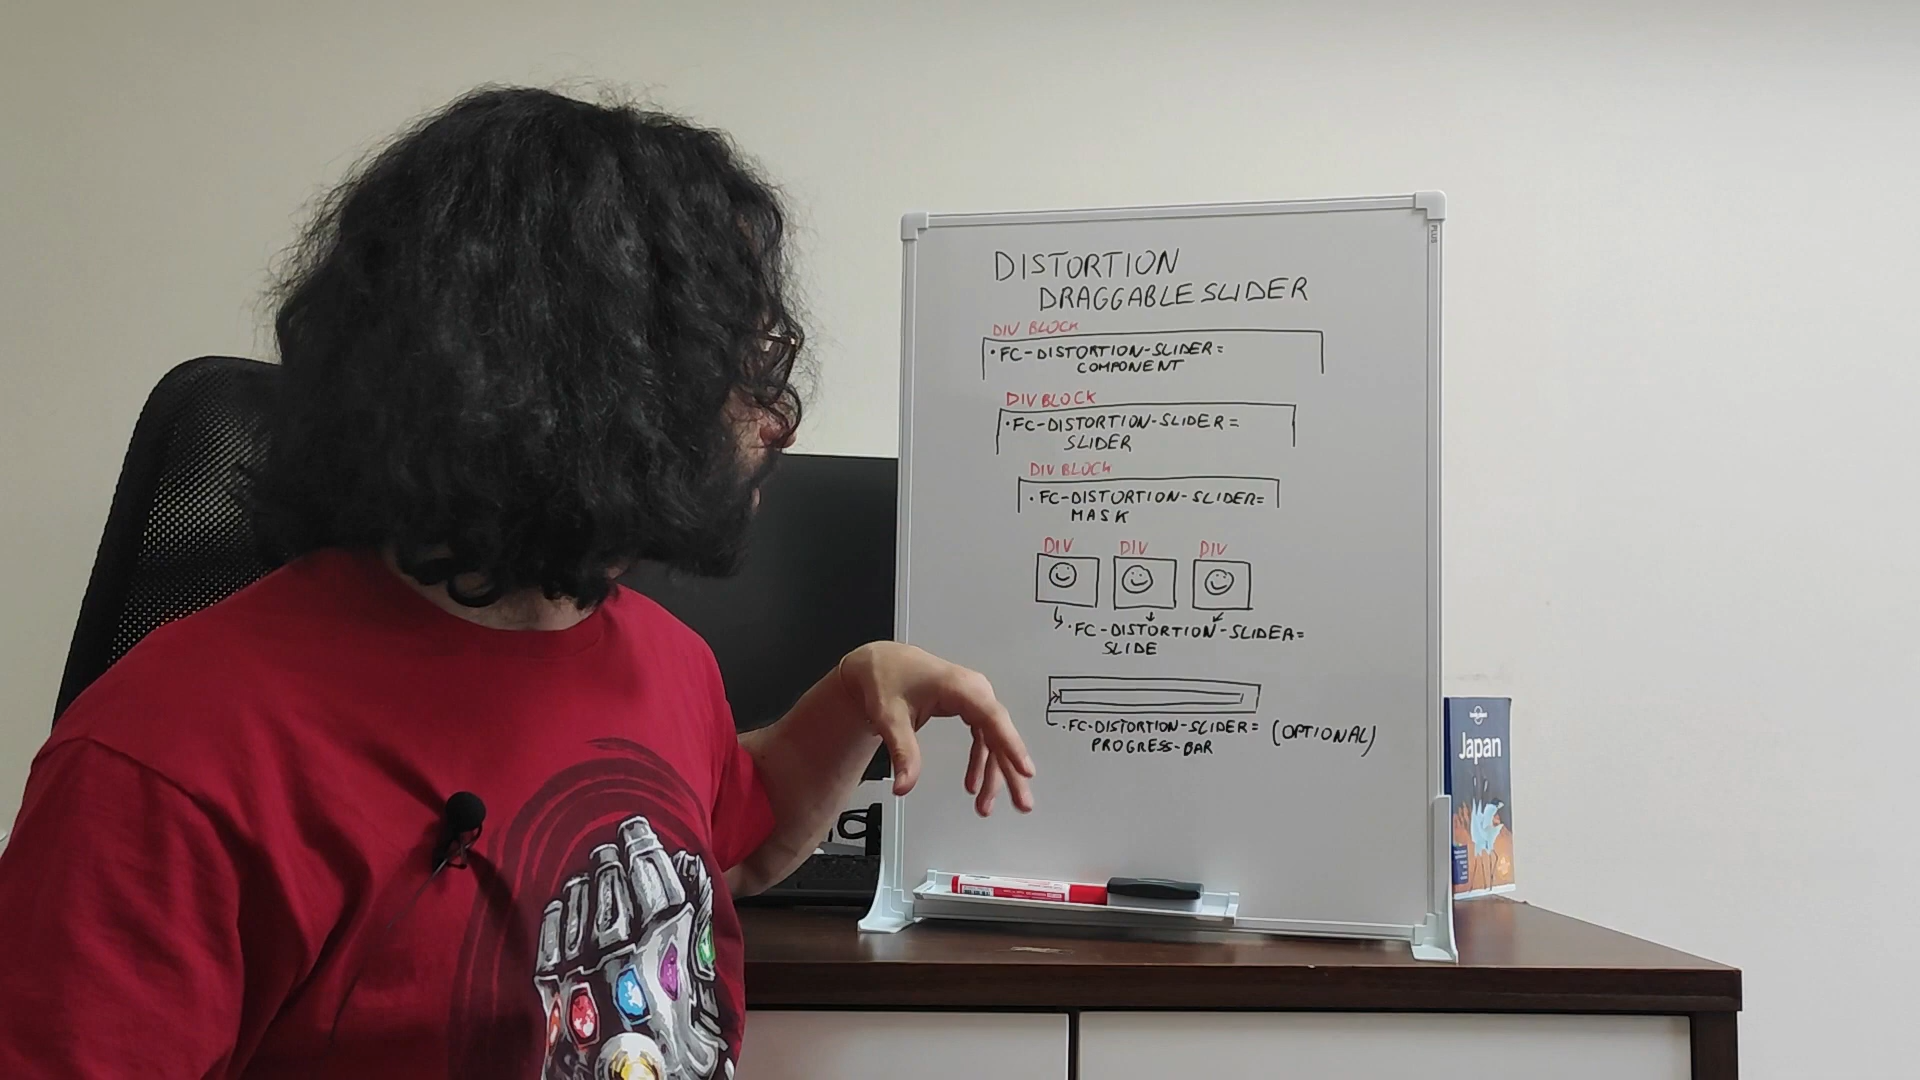 DISTORTION
DRAGGABLE SLIDER
DIV BLOCK
• FC-DISTORTION-SLIDER=
COMPONENT
DIV BLOCK
• FC-DISTORTION-SLIDER=
SLIDER
DIV BLOCK
• FC-DISTORTION-SLIDER=
MASK
DIV DIV DIV
• FC-DISTORTION-SLIDER=
SLIDE
• FC-DISTORTION-SLIDER= (OPTIONAL)
PROGRESS-BAR
PLUS
Japan